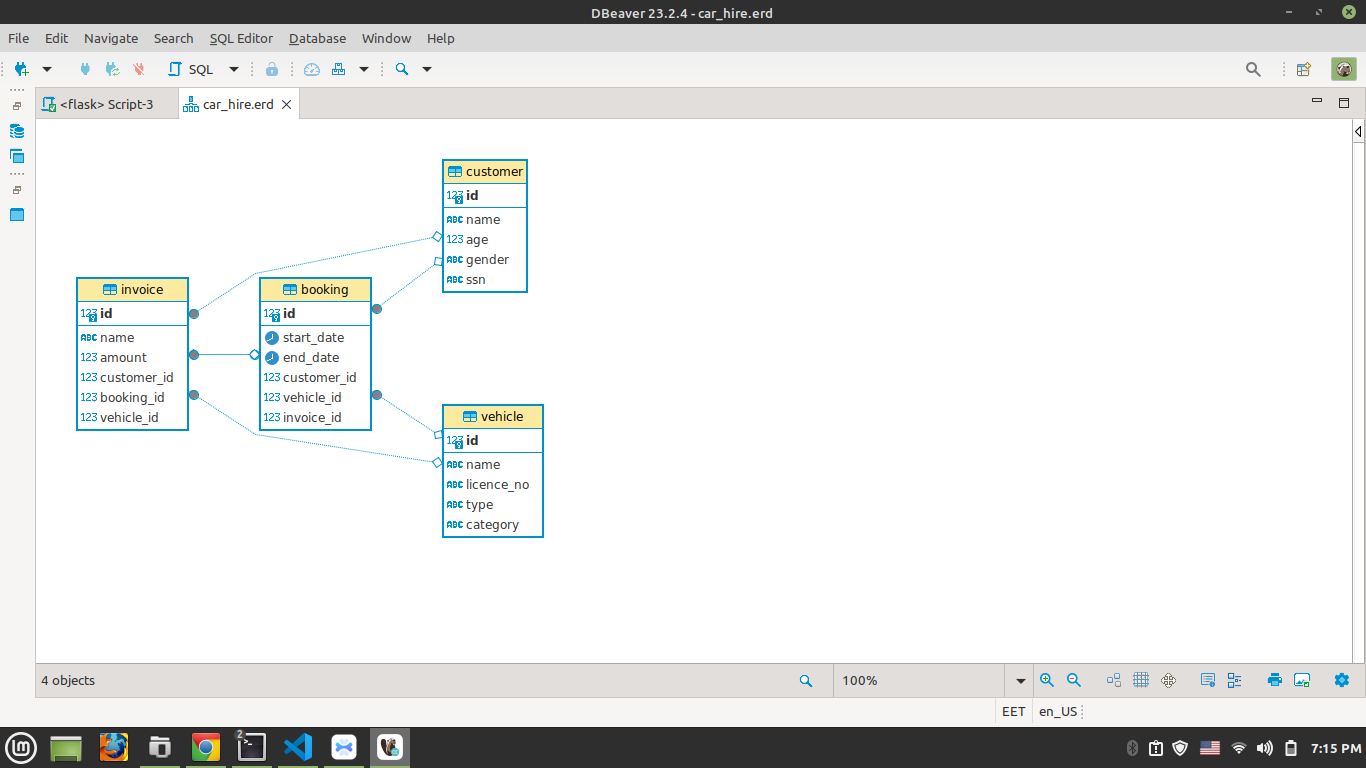 DBeaver 23.2.4 - car_hire.erd
File Edit Navigate Search SQL Editor Database Window Help
SQL
<flask> Script-3 car_hire.erd
customer
123 id
ABC name
123 age
ABC gender
ABC ssn
invoice
123 id
ABC name
123 amount
123 customer_id
123 booking_id
123 vehicle_id
booking
123 id
start_date
end_date
123 customer_id
123 vehicle_id
123 invoice_id
vehicle
123 id
ABC name
ABC licence_no
ABC type
ABC category
4 objects 100%
EET en_US
2
7:15 PM